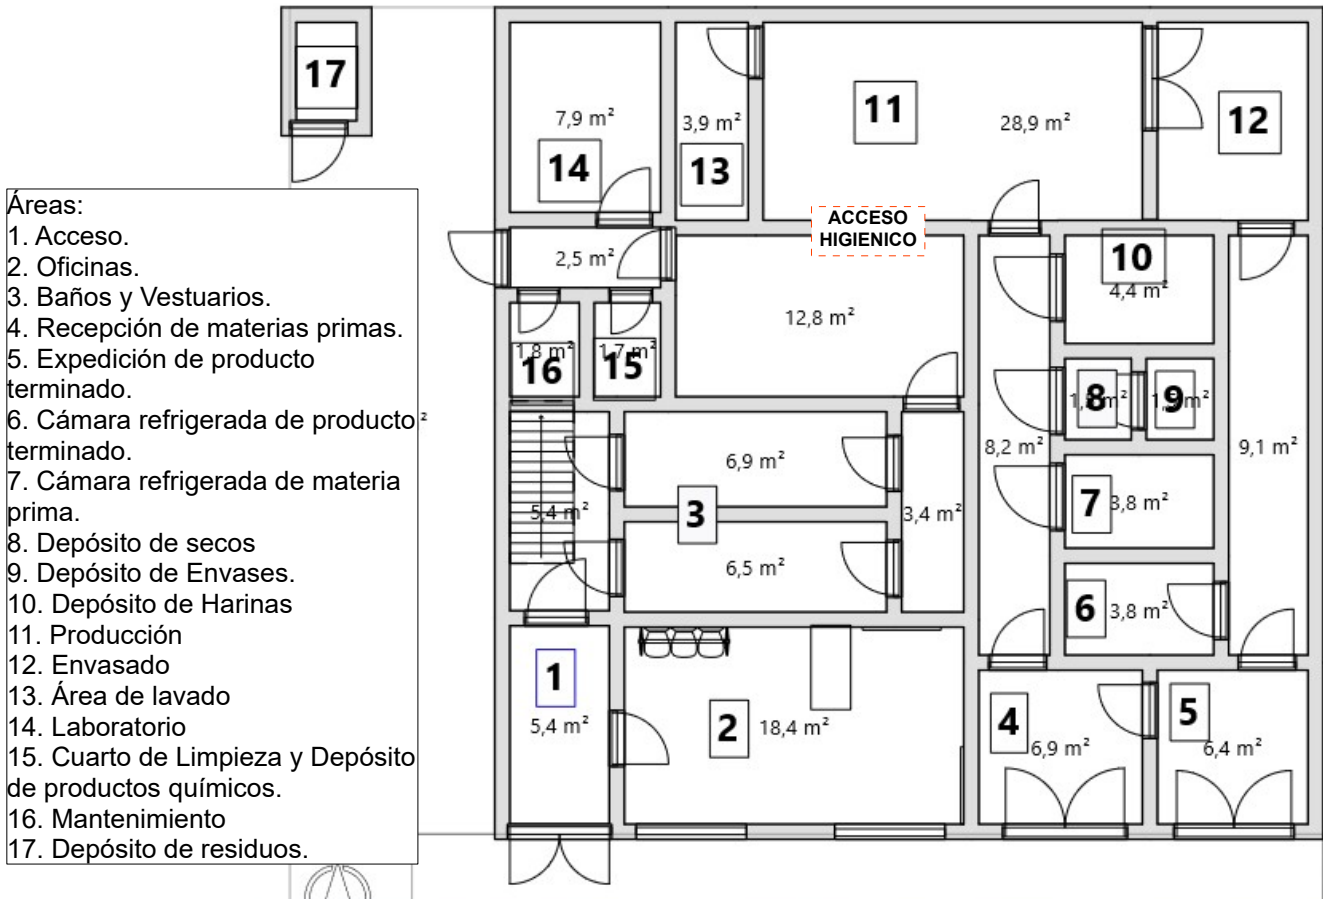 17
7,9 m²
14
3,9 m²
13
11
28,9 m²
12
ACCESO
HIGIENICO
2,5 m²
12,8 m²
10
4,4 m²
1,8 m²
16
1,7 m²
15
8
9
6,9 m²
8,2 m²
9,1 m²
5,4 m²
3
3,4 m²
7
3,8 m²
6,5 m²
6
3,8 m²
1
5,4 m²
2
18,4 m²
4
6,9 m²
5
6,4 m²
Áreas:
1. Acceso.
2. Oficinas.
3. Baños y Vestuarios.
4. Recepción de materias primas.
5. Expedición de producto
terminado.
6. Cámara refrigerada de producto
terminado.
7. Cámara refrigerada de materia
prima.
8. Depósito de secos
9. Depósito de Envases.
10. Depósito de Harinas
11. Producción
12. Envasado
13. Área de lavado
14. Laboratorio
15. Cuarto de Limpieza y Depósito
de productos químicos.
16. Mantenimiento
17. Depósito de residuos.